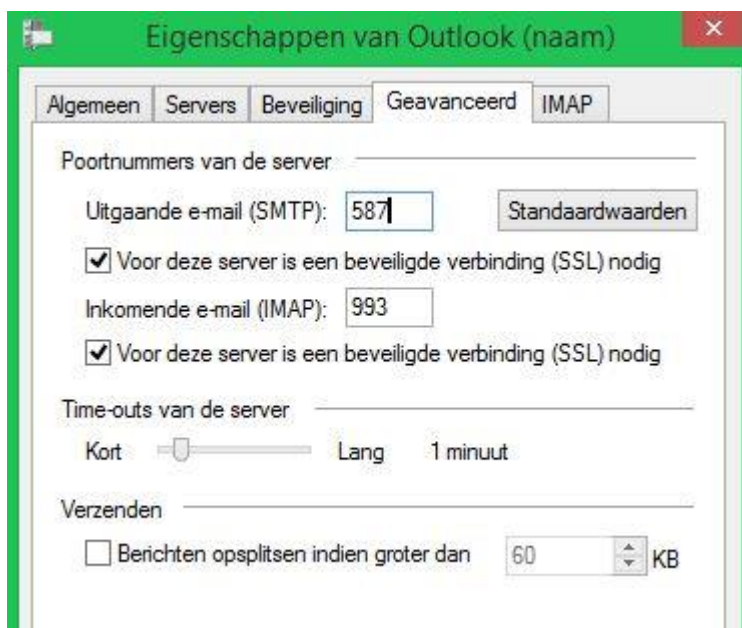 Eigenschappen van Outlook (naam)
Algemeen Servers Beveiliging Geavanceerd IMAP
Poortnummers van de server
Uitgaande e-mail (SMTP): 587 Standaardwaarden
Voor deze server is een beveiligde verbinding (SSL) nodig
Inkomende e-mail (IMAP): 993
Voor deze server is een beveiligde verbinding (SSL) nodig
Time-outs van de server
Kort Lang 1 minuut
Verzenden
Berichten opsplitsen indien groter dan 60 KB